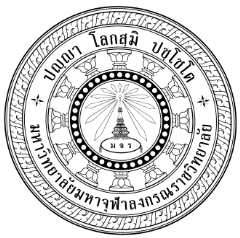 ปญฺญา โลกสฺมิ ปชฺโชโต
ม จ ร
มหาวิทยาลัยมหาจุฬาลงกรณราชวิทยาลัย